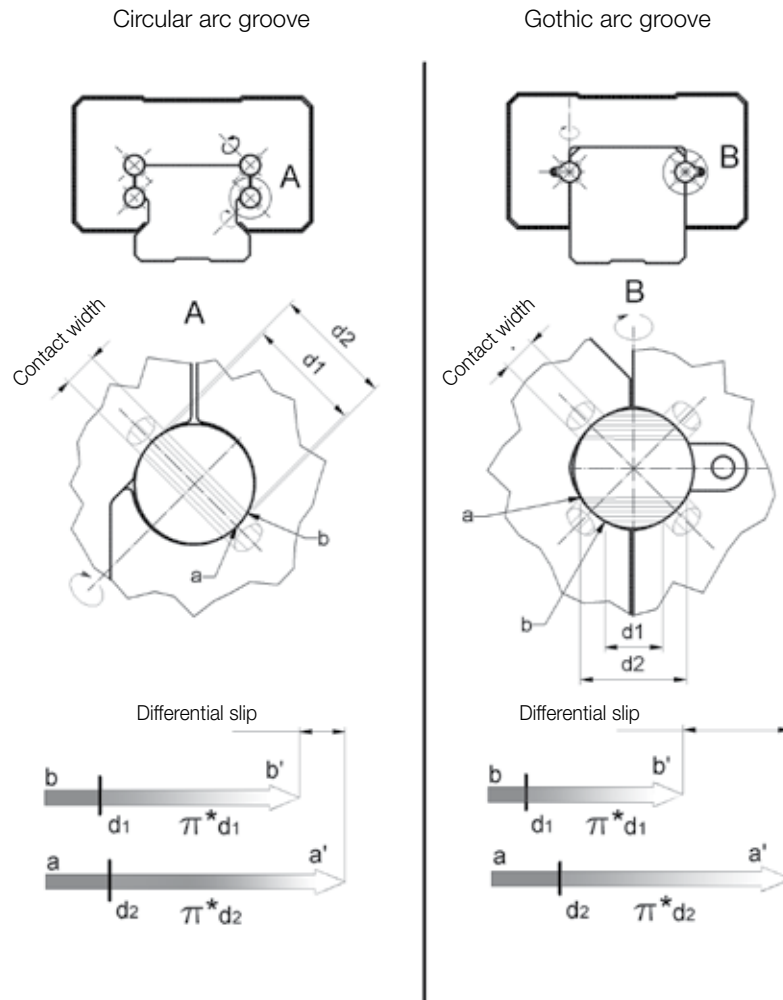 Circular arc groove
A
A
Contact width
d2
d1
b
a
Differential slip
b b'
d1 π*d1
a a'
d2 π*d2
Gothic arc groove
B
B
Contact width
a
b
d1
d2
Differential slip
b b'
d1 π*d1
a a'
d2 π*d2